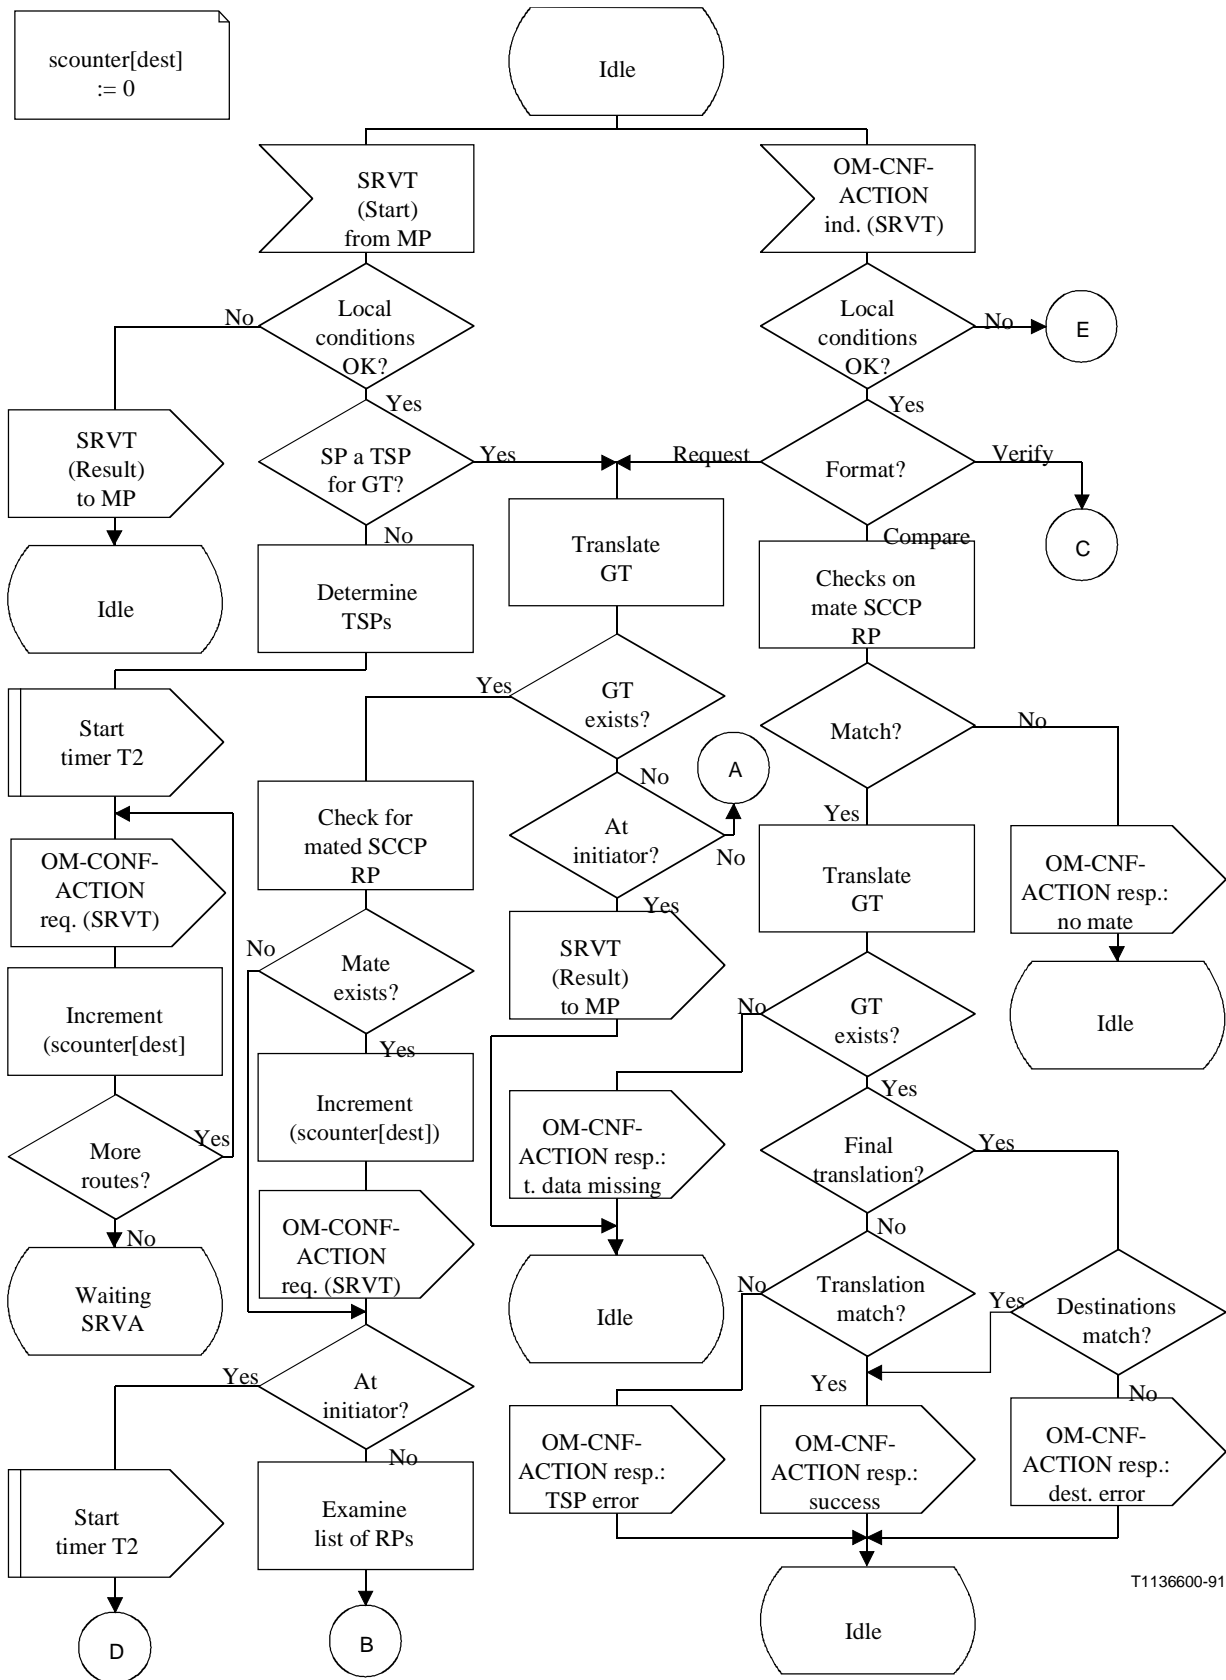 scounter[dest]
:= 0
Idle
SRVT
(Start)
from MP
OM-CNF-
ACTION
ind. (SRVT)
No
Local
conditions
OK?
Local
conditions
OK?
No
E
Yes
Yes
SRVT
(Result)
to MP
SP a TSP
for GT?
Yes
Request
Format?
Verify
No
Compare
C
Idle
Determine
TSPs
Translate
GT
Checks on
mate SCCP
RP
Start
timer T2
Yes
GT
exists?
Match?
No
No
A
Check for
mated SCCP
RP
At
initiator?
No
Yes
OM-CONF-
ACTION
req. (SRVT)
Translate
GT
OM-CNF-
ACTION resp.:
no mate
Yes
No
Mate
exists?
SRVT
(Result)
to MP
No
GT
exists?
Idle
Increment
(scounter[dest]
Yes
Yes
Increment
(scounter[dest])
OM-CNF-
ACTION resp.:
t. data missing
Final
translation?
Yes
More
routes?
Yes
No
No
OM-CONF-
ACTION
req. (SRVT)
Waiting
SRVA
Idle
No
Translation
match?
Yes
Destinations
match?
Yes
At
initiator?
Yes
No
No
OM-CNF-
ACTION resp.:
TSP error
OM-CNF-
ACTION resp.:
success
OM-CNF-
ACTION resp.:
dest. error
Start
timer T2
Examine
list of RPs
T1136600-91
D
B
Idle